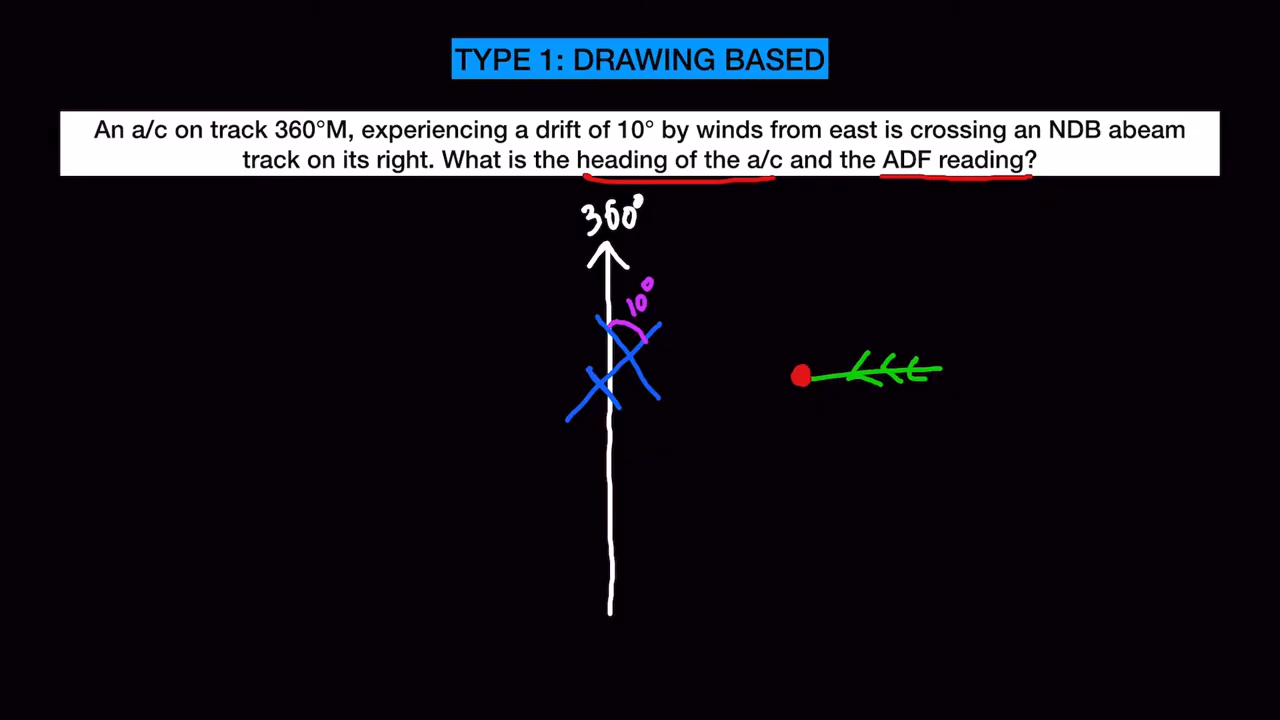 TYPE 1: DRAWING BASED
An a/c on track 360°M, experiencing a drift of 10° by winds from east is crossing an NDB abeam
track on its right. What is the heading of the a/c and the ADF reading?
360°
10°